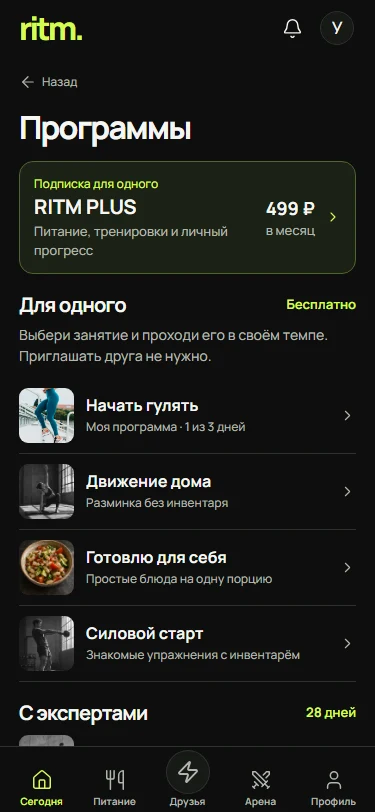 ritm.
У
Назад
Программы
Подписка для одного
RITM PLUS
499 ₽
Питание, тренировки и личный
в месяц
прогресс
Для одного
Бесплатно
Выбери занятие и проходи его в своём темпе.
Приглашать друга не нужно.
Начать гулять
Моя программа · 1 из 3 дней
Движение дома
Разминка без инвентаря
Готовлю для себя
Простые блюда на одну порцию
Силовой старт
Знакомые упражнения с инвентарём
С экспертами
28 дней
Сегодня
Питание
Друзья
Арена
Профиль